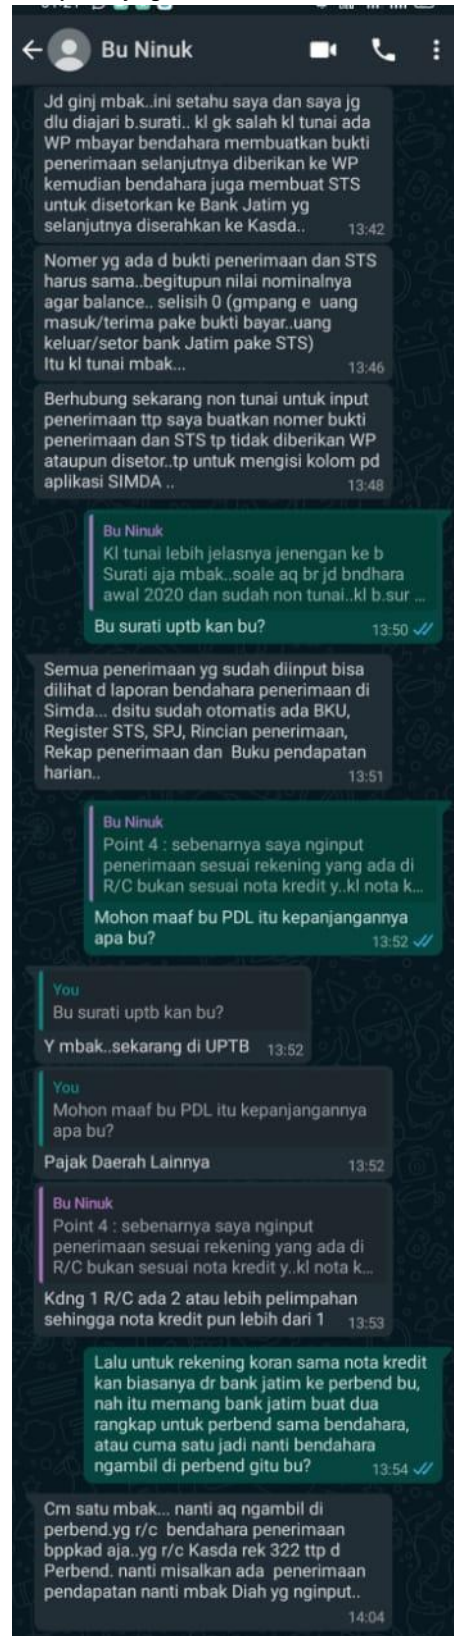 Bu Ninuk
Jd ginj mbak..ini setahu saya dan saya jg
dlu diajari b.surati.. kl gk salah kl tunai ada
WP mbayar bendahara membuatkan bukti
penerimaan selanjutnya diberikan ke WP
kemudian bendahara juga membuat STS
untuk disetorkan ke Bank Jatim yg
selanjutnya diserahkan ke Kasda.. 13:42
Nomer yg ada d bukti penerimaan dan STS
harus sama..begitupun nilai nominalnya
agar balance.. selisih 0 (gmpang e uang
masuk/terima pake bukti bayar..uang
keluar/setor bank Jatim pake STS)
Itu kl tunai mbak... 13:46
Berhubung sekarang non tunai untuk input
penerimaan ttp saya buatkan nomer bukti
penerimaan dan STS tp tidak diberikan WP
ataupun disetor..tp untuk mengisi kolom pd
aplikasi SIMDA .. 13:48
Bu Ninuk
Kl tunai lebih jelasnya jenengan ke b
Surati aja mbak..soale aq br jd bndhara
awal 2020 dan sudah non tunai..kl b.sur ...
Bu surati uptb kan bu? 13:50
Semua penerimaan yg sudah diinput bisa
dilihat d laporan bendahara penerimaan di
Simda... dsitu sudah otomatis ada BKU,
Register STS, SPJ, Rincian penerimaan,
Rekap penerimaan dan Buku pendapatan
harian.. 13:51
Bu Ninuk
Point 4 : sebenarnya saya nginput
penerimaan sesuai rekening yang ada di
R/C bukan sesuai nota kredit y..kl nota k...
Mohon maaf bu PDL itu kepanjangannya
apa bu? 13:52
You
Bu surati uptb kan bu?
Y mbak..sekarang di UPTB 13:52
You
Mohon maaf bu PDL itu kepanjangannya
apa bu?
Pajak Daerah Lainnya 13:52
Bu Ninuk
Point 4 : sebenarnya saya nginput
penerimaan sesuai rekening yang ada di
R/C bukan sesuai nota kredit y..kl nota k...
Kdng 1 R/C ada 2 atau lebih pelimpahan
sehingga nota kredit pun lebih dari 1 13:53
Lalu untuk rekening koran sama nota kredit
kan biasanya dr bank jatim ke perbend bu,
nah itu memang bank jatim buat dua
rangkap untuk perbend sama bendahara,
atau cuma satu jadi nanti bendahara
ngambil di perbend gitu bu? 13:54
Cm satu mbak... nanti aq ngambil di
perbend.yg r/c bendahara penerimaan
bppkad aja..yg r/c Kasda rek 322 ttp d
Perbend. nanti misalkan ada penerimaan
pendapatan nanti mbak Diah yg nginput..
14:04